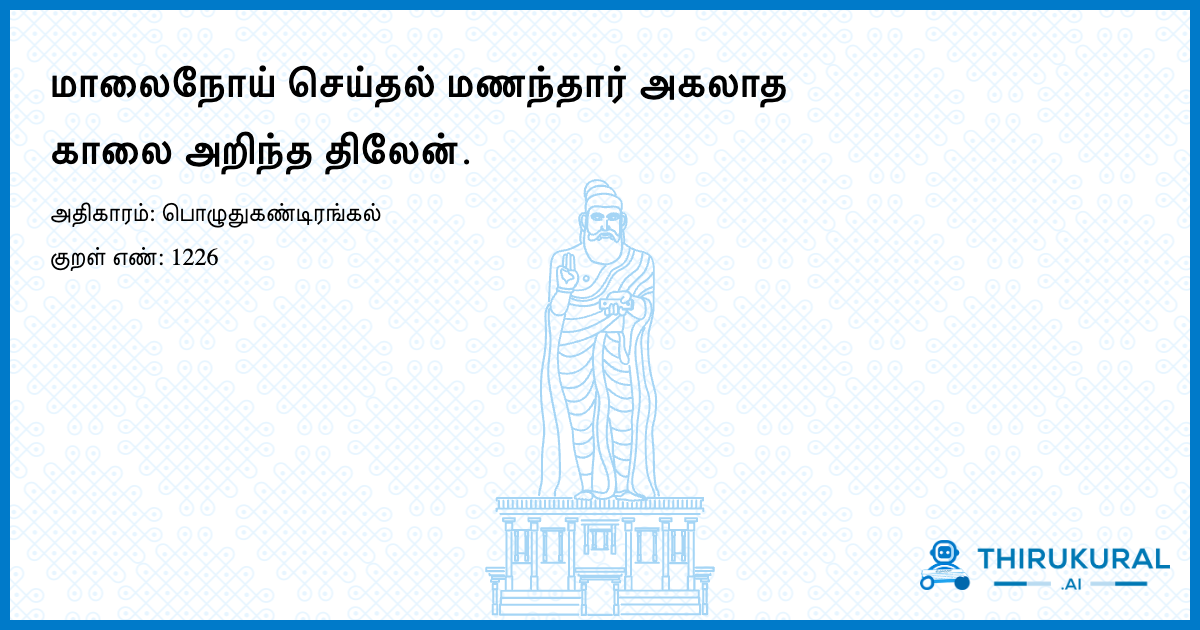 மாலைநோய் செய்தல் மணந்தார் அகலாத
காலை அறிந்த திலேன்.
அதிகாரம்: பொழுதுகண்டிரங்கல்
குறள் எண்: 1226
THIRUKURAL
.AI